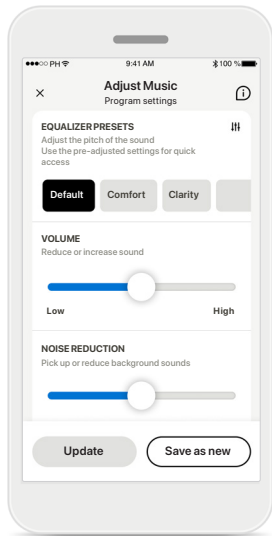 PH 9:41 AM 100 %
Adjust Music
Program settings
EQUALIZER PRESETS
Adjust the pitch of the sound
Use the pre-adjusted settings for quick
access
Default Comfort Clarity
VOLUME
Reduce or increase sound
Low High
NOISE REDUCTION
Pick up or reduce background sounds
Update Save as new